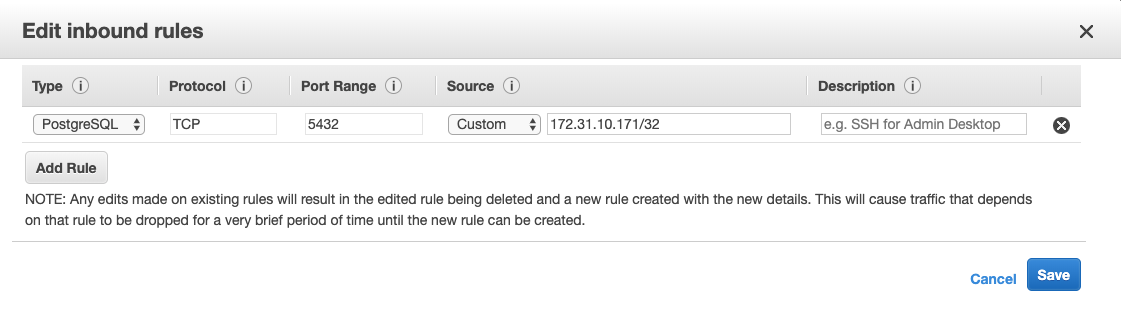 Edit inbound rules
Type Protocol Port Range Source Description
PostgreSQL TCP 5432 Custom 172.31.10.171/32 e.g. SSH for Admin Desktop
Add Rule
NOTE: Any edits made on existing rules will result in the edited rule being deleted and a new rule created with the new details. This will cause traffic that depends
on that rule to be dropped for a very brief period of time until the new rule can be created.
Cancel Save